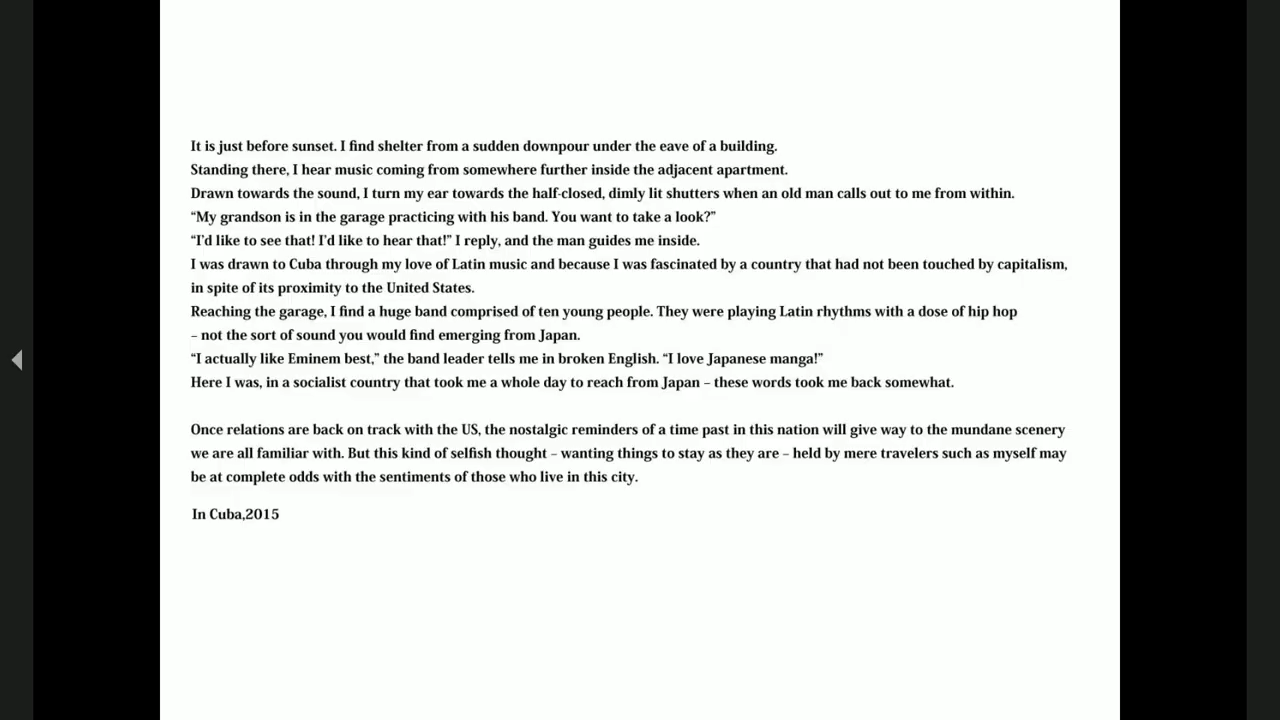 It is just before sunset. I find shelter from a sudden downpour under the eave of a building.
Standing there, I hear music coming from somewhere further inside the adjacent apartment.
Drawn towards the sound, I turn my ear towards the half-closed, dimly lit shutters when an old man calls out to me from within.
“My grandson is in the garage practicing with his band. You want to take a look?”
“I’d like to see that! I’d like to hear that!” I reply, and the man guides me inside.
I was drawn to Cuba through my love of Latin music and because I was fascinated by a country that had not been touched by capitalism,
in spite of its proximity to the United States.
Reaching the garage, I find a huge band comprised of ten young people. They were playing Latin rhythms with a dose of hip hop
– not the sort of sound you would find emerging from Japan.
“I actually like Eminem best,” the band leader tells me in broken English. “I love Japanese manga!”
Here I was, in a socialist country that took me a whole day to reach from Japan – these words took me back somewhat.
Once relations are back on track with the US, the nostalgic reminders of a time past in this nation will give way to the mundane scenery
we are all familiar with. But this kind of selfish thought – wanting things to stay as they are – held by mere travelers such as myself may
be at complete odds with the sentiments of those who live in this city.
In Cuba,2015